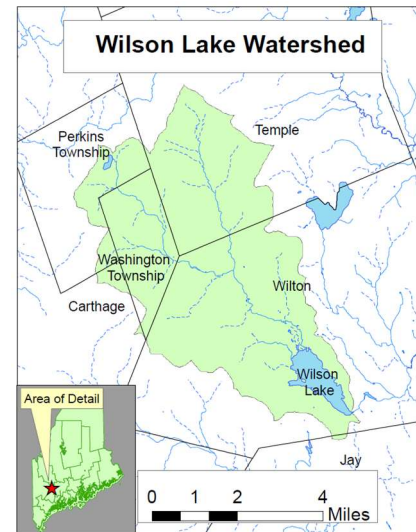 Wilson Lake Watershed
Perkins
Township
Temple
Washington
Township
Wilton
Carthage
Wilson
Lake
Area of Detail
Jay
0 1 2 4
Miles